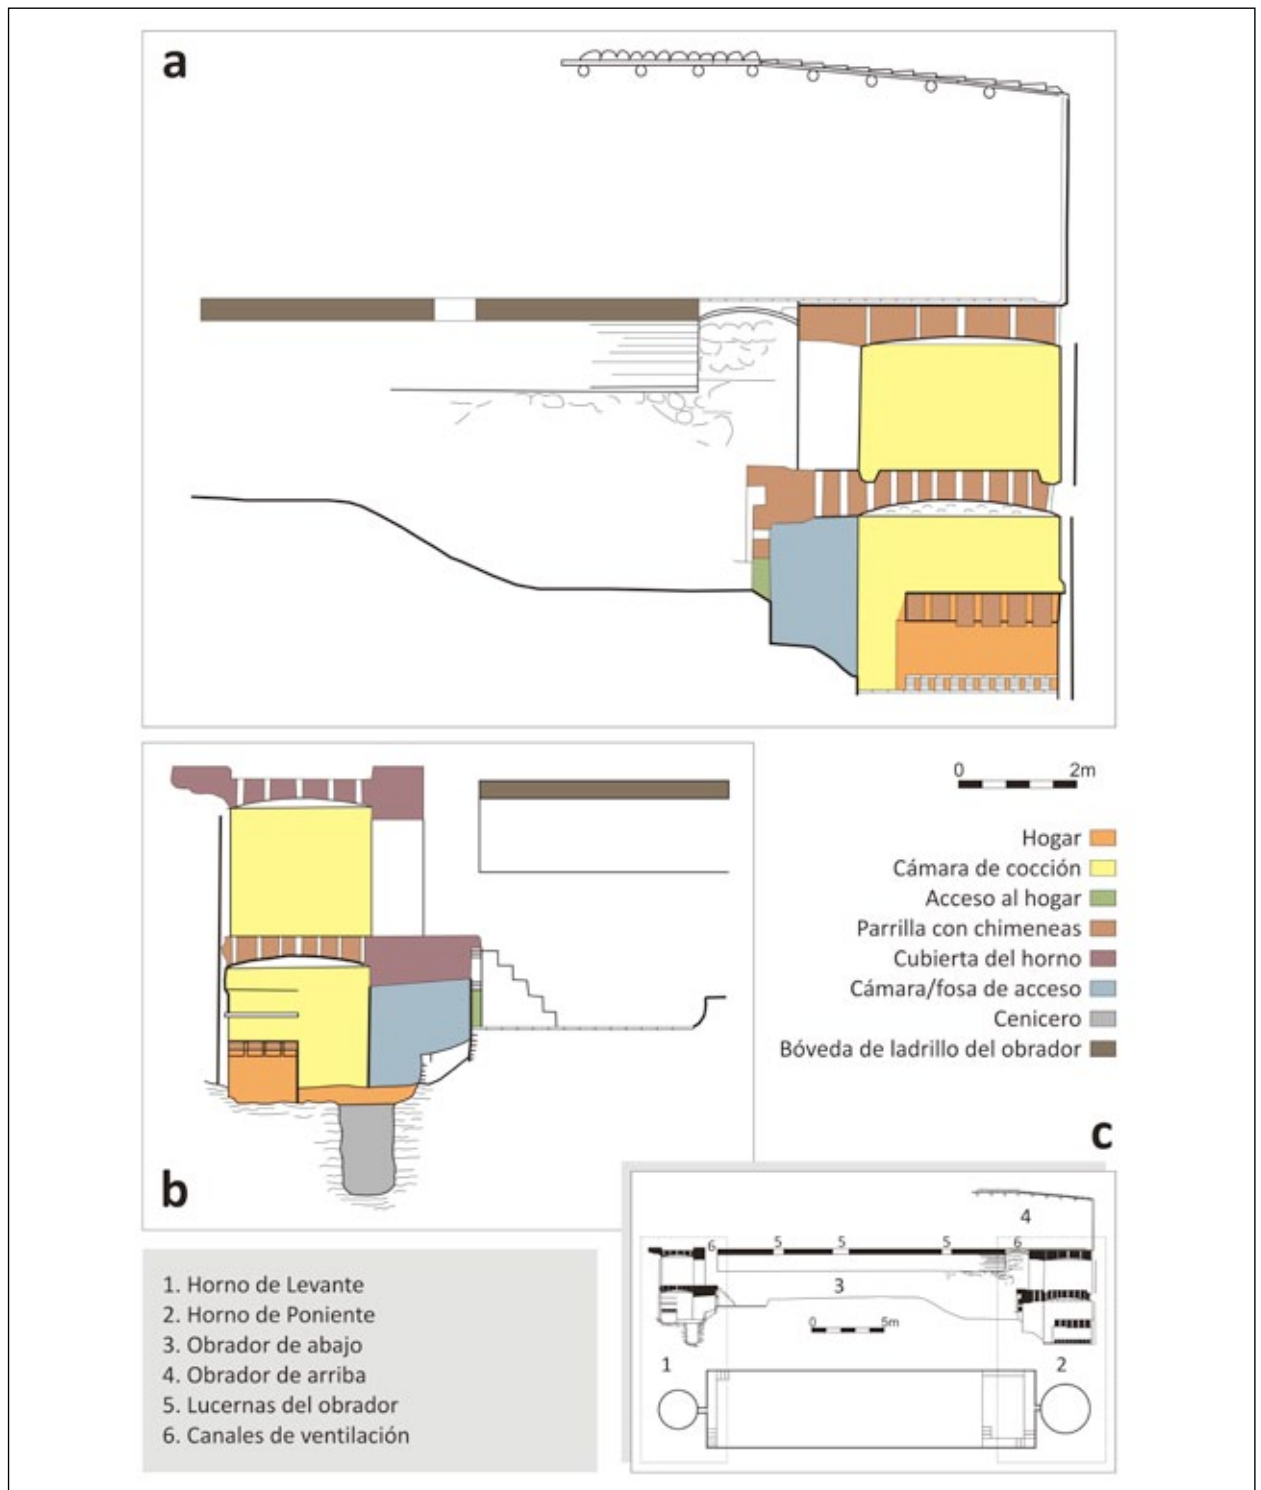 a
0 2m
Hogar
Cámara de cocción
Acceso al hogar
Parrilla con chimeneas
Cubierta del horno
Cámara/fosa de acceso
Cenicero
Bóveda de ladrillo del obrador
b
c
4
6 5 5 5 6
3
0 5m
1 2
1. Horno de Levante
2. Horno de Poniente
3. Obrador de abajo
4. Obrador de arriba
5. Lucernas del obrador
6. Canales de ventilación